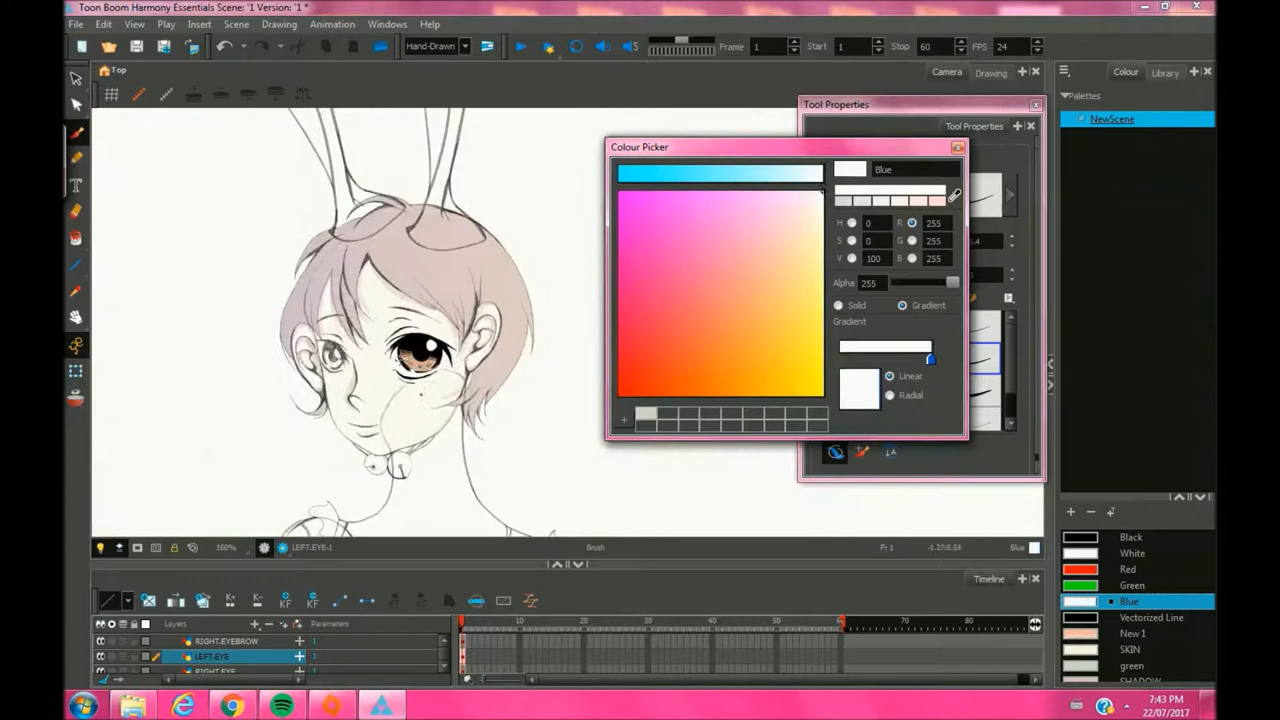 Toon Boom Harmony Essentials Scene: '1 Version: '1 *
File Edit View Play Insert Scene Drawing Animation Windows Help
Hand-Drawn Frame 1 Start 1 Stop 60 FPS 24
Top Camera Drawing Colour Library
Palettes
NewScene
Tool Properties
Tool Properties
Colour Picker
Blue
H 0 R 255
S 0 G 255
V 100 B 255
Alpha 255
Solid Gradient
Gradient
Linear
Radial
360% LEFT.EYE-1 Brush Fr 1 Blue
Timeline
Layers Parameters
10 20 30 40 50 60 70 80
RIGHT.EYEBROW 1
LEFT.EYE 1
RIGHT.EYE
Black
White
Red
Green
Blue
Vectorized Line
New 1
SKIN
green
SHADOW
7:43 PM
22/07/2017